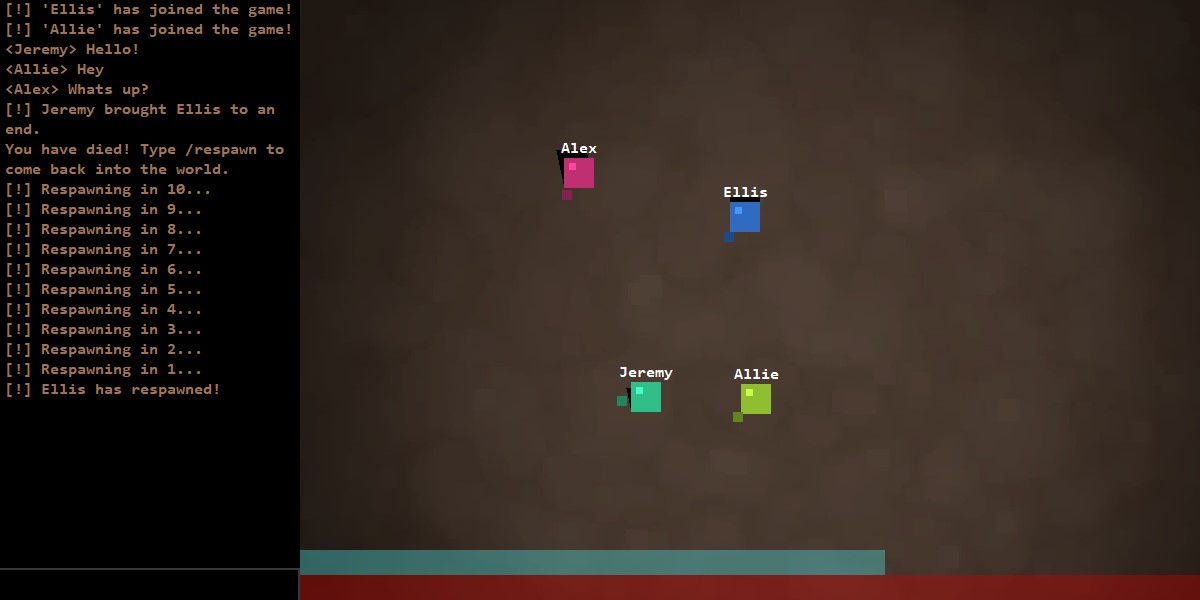 [!] 'Ellis' has joined the game!
[!] 'Allie' has joined the game!
<Jeremy> Hello!
<Allie> Hey
<Alex> Whats up?
[!] Jeremy brought Ellis to an
end.
You have died! Type /respawn to
come back into the world.
[!] Respawning in 10...
[!] Respawning in 9...
[!] Respawning in 8...
[!] Respawning in 7...
[!] Respawning in 6...
[!] Respawning in 5...
[!] Respawning in 4...
[!] Respawning in 3...
[!] Respawning in 2...
[!] Respawning in 1...
[!] Ellis has respawned!
Alex
Ellis
Jeremy
Allie